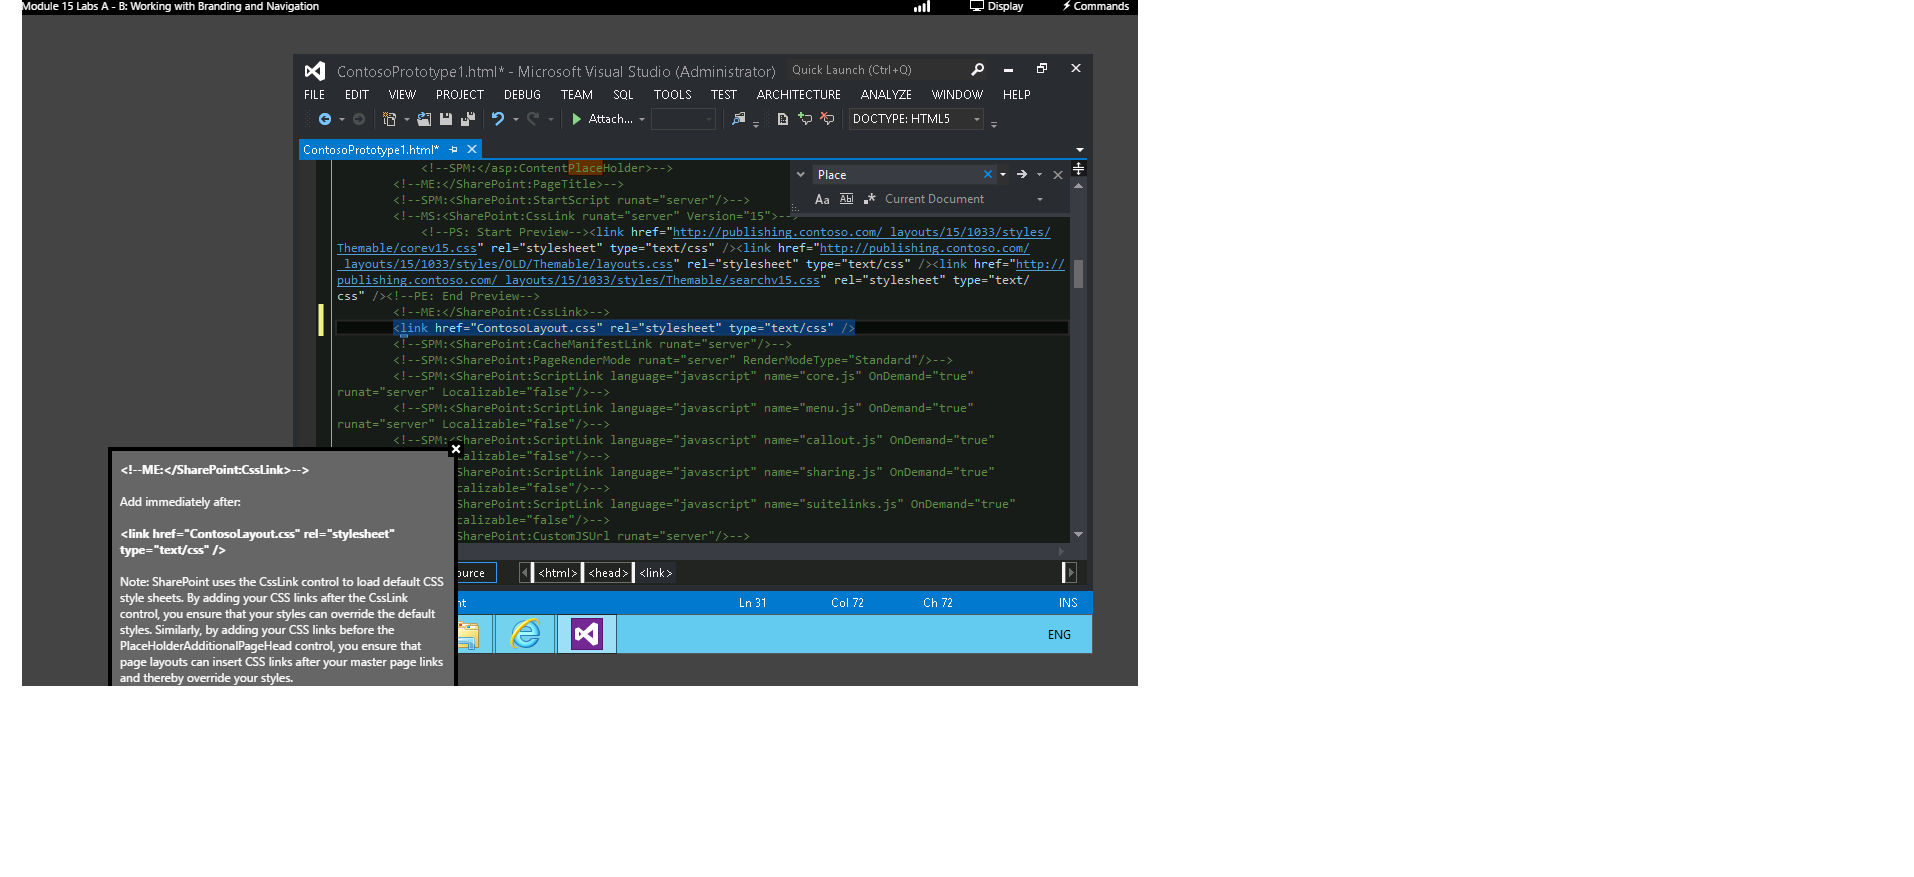 Module 15 Labs A - B: Working with Branding and Navigation
Display
Commands
ContosoPrototype1.html* - Microsoft Visual Studio (Administrator)
Quick Launch (Ctrl+Q)
FILE EDIT VIEW PROJECT DEBUG TEAM SQL TOOLS TEST ARCHITECTURE ANALYZE WINDOW HELP
Attach...
DOCTYPE: HTML5
ContosoPrototype1.html*
Place
Aa Ab Current Document
<!--SPM:</asp:ContentPlaceHolder>-->
<!--ME:</SharePoint:PageTitle>-->
<!--SPM:<SharePoint:StartScript runat="server"/>-->
<!--MS:<SharePoint:CssLink runat="server" Version="15">-->
<!--PS: Start Preview--><link href="http://publishing.contoso.com/_layouts/15/1033/styles/
Themable/corev15.css" rel="stylesheet" type="text/css" /><link href="http://publishing.contoso.com/
_layouts/15/1033/styles/OLD/Themable/layouts.css" rel="stylesheet" type="text/css" /><link href="http://
publishing.contoso.com/_layouts/15/1033/styles/Themable/searchv15.css" rel="stylesheet" type="text/
css" /><!--PE: End Preview-->
<!--ME:</SharePoint:CssLink>-->
<link href="ContosoLayout.css" rel="stylesheet" type="text/css" />
<!--SPM:<SharePoint:CacheManifestLink runat="server"/>-->
<!--SPM:<SharePoint:PageRenderMode runat="server" RenderModeType="Standard"/>-->
<!--SPM:<SharePoint:ScriptLink language="javascript" name="core.js" OnDemand="true"
runat="server" Localizable="false"/>-->
<!--SPM:<SharePoint:ScriptLink language="javascript" name="menu.js" OnDemand="true"
runat="server" Localizable="false"/>-->
<!--SPM:<SharePoint:ScriptLink language="javascript" name="callout.js" OnDemand="true"
calizable="false"/>-->
SharePoint:ScriptLink language="javascript" name="sharing.js" OnDemand="true"
calizable="false"/>-->
SharePoint:ScriptLink language="javascript" name="suitelinks.js" OnDemand="true"
calizable="false"/>-->
SharePoint:CustomJSUrl runat="server"/>-->
ource
<html> <head> <link>
nt
Ln 31 Col 72 Ch 72 INS
ENG
<!--ME:</SharePoint:CssLink>-->
Add immediately after:
<link href="ContosoLayout.css" rel="stylesheet"
type="text/css" />
Note: SharePoint uses the CssLink control to load default CSS
style sheets. By adding your CSS links after the CssLink
control, you ensure that your styles can override the default
styles. Similarly, by adding your CSS links before the
PlaceHolderAdditionalPageHead control, you ensure that
page layouts can insert CSS links after your master page links
and thereby override your styles.